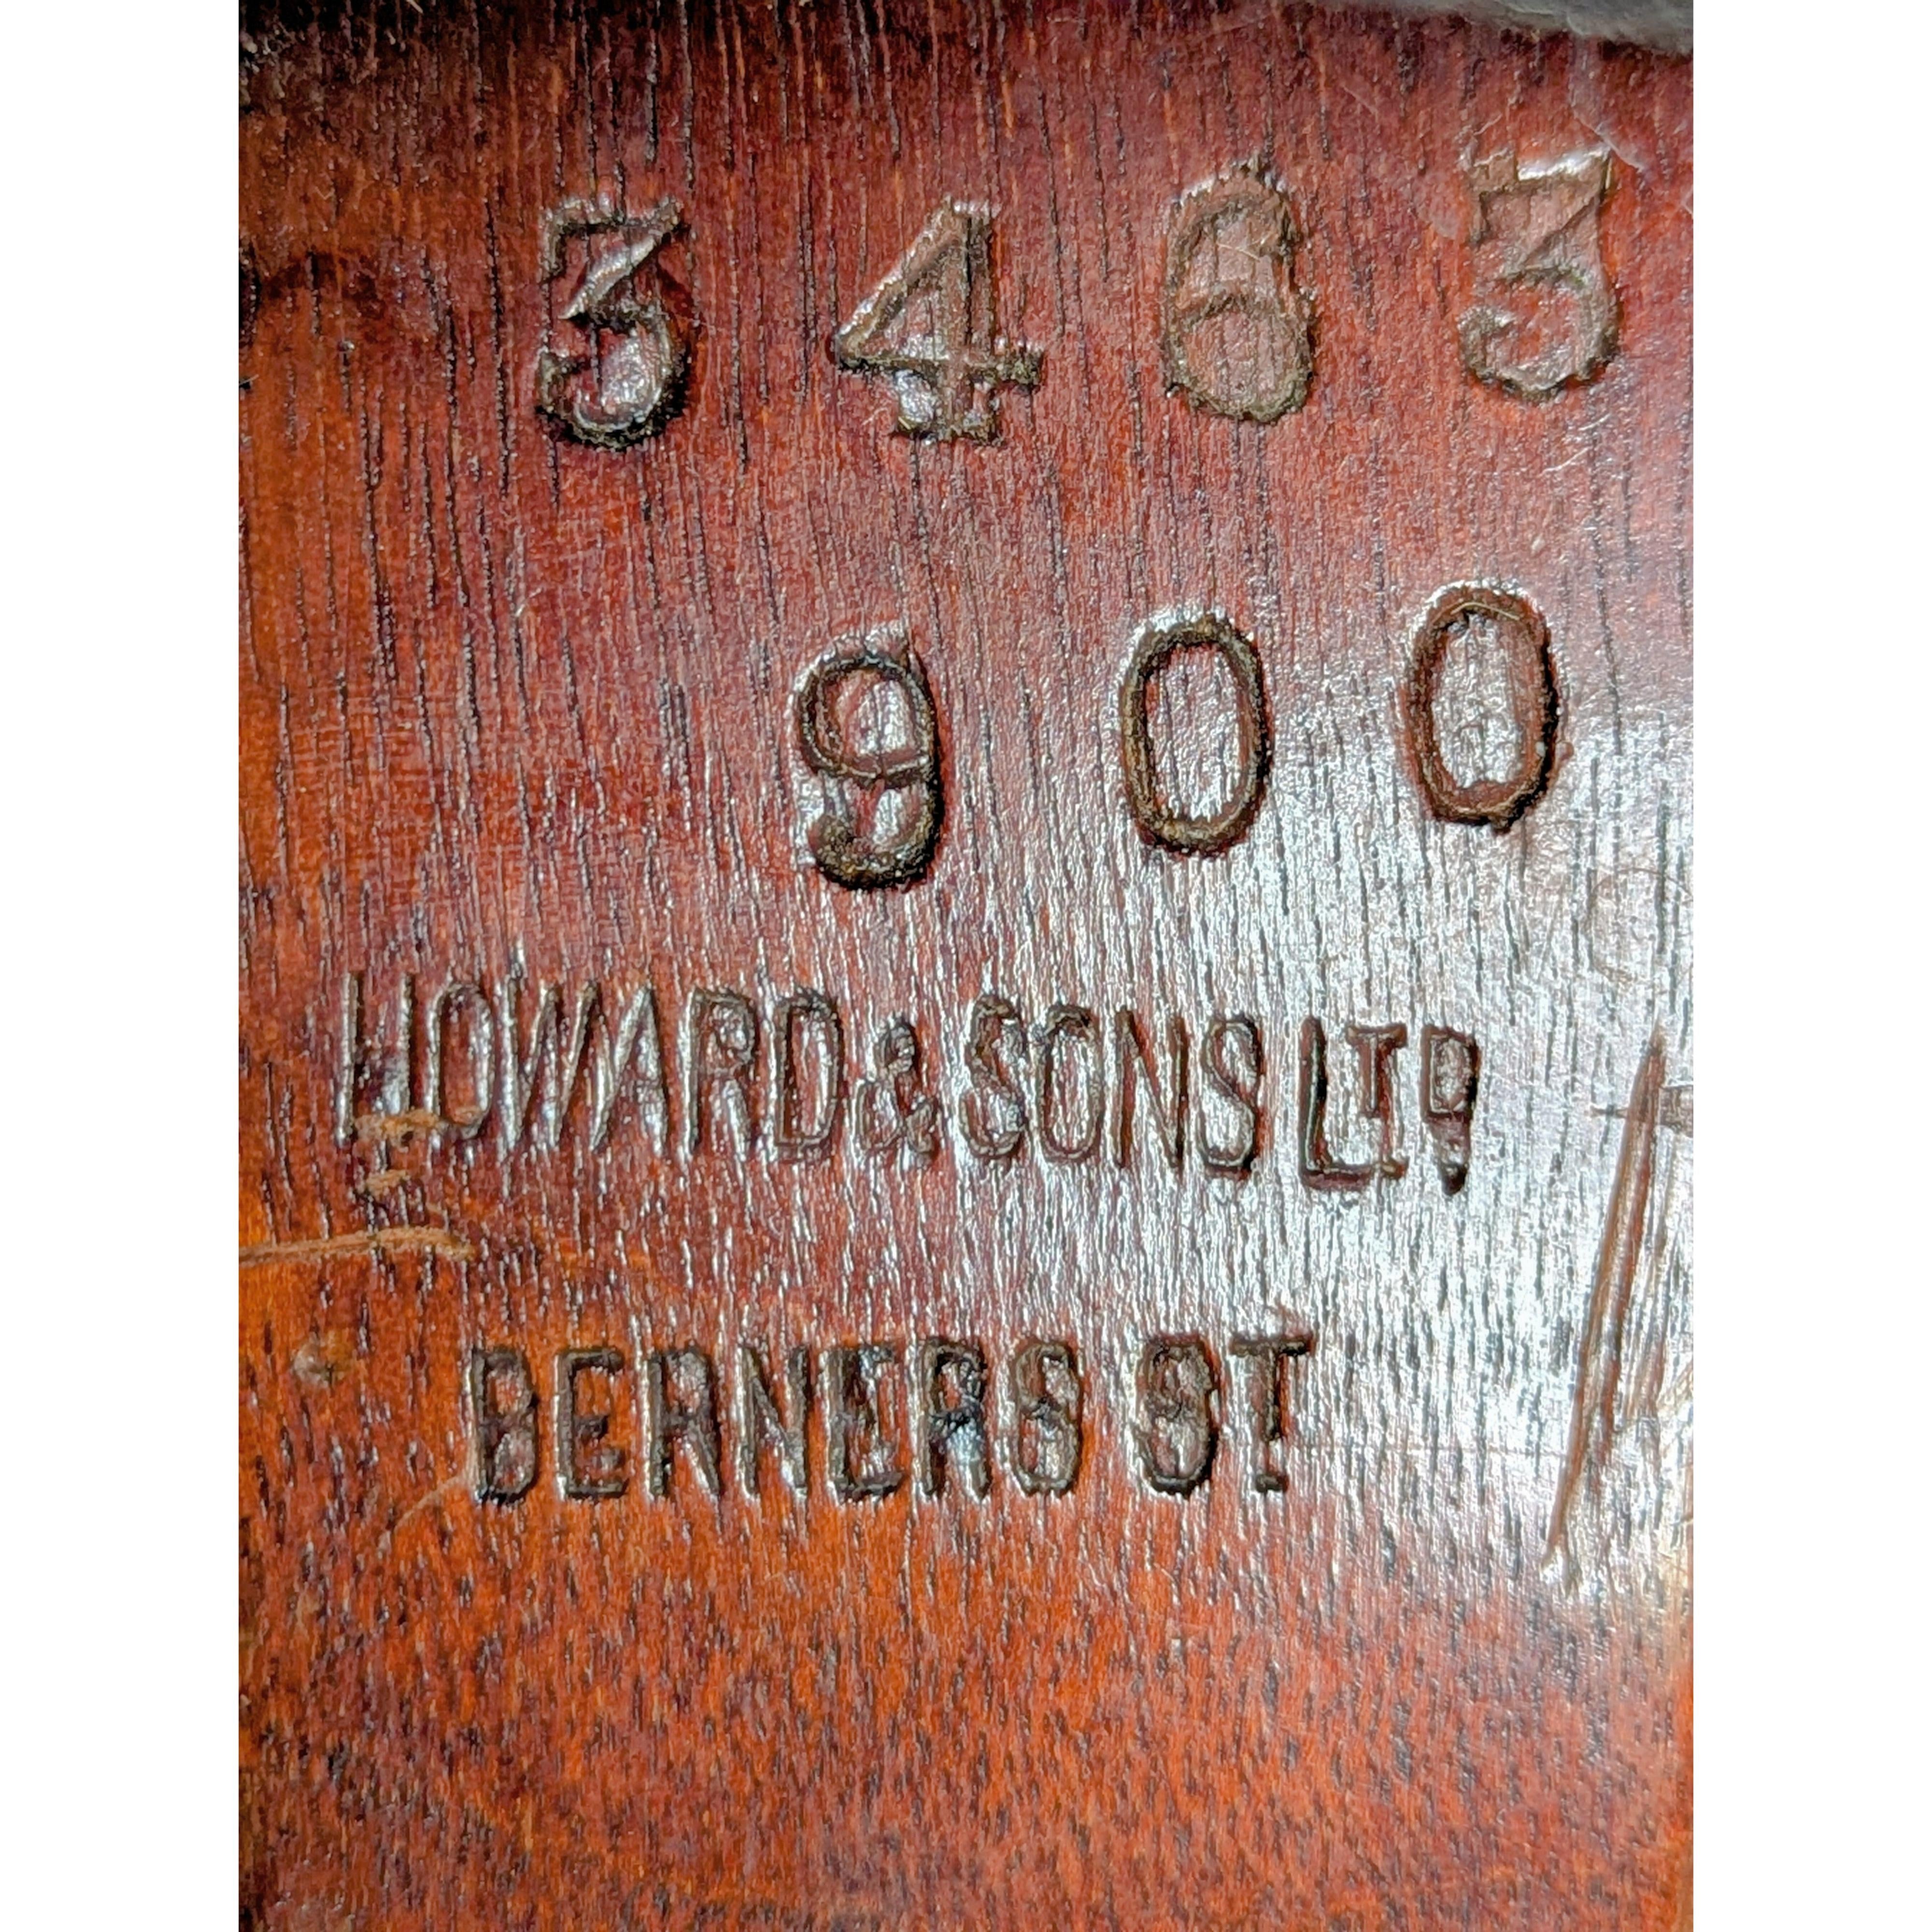 3463
900
HOWARD & SONS LTD
BERNERS ST